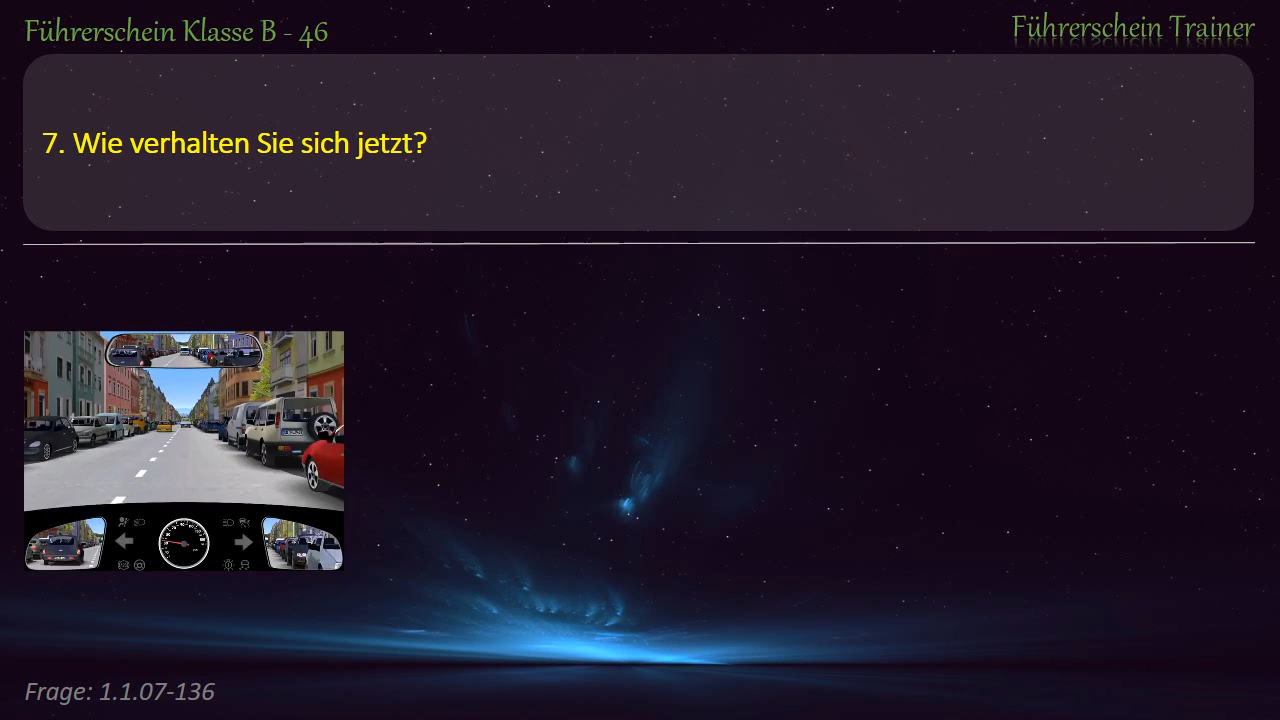 Führerschein Klasse B - 46
Führerschein Trainer
7. Wie verhalten Sie sich jetzt?
Frage: 1.1.07-136